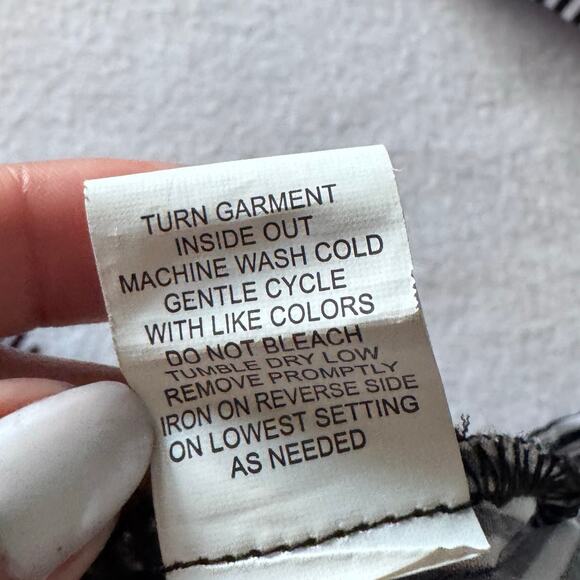 TURN GARMENT
INSIDE OUT
MACHINE WASH COLD
GENTLE CYCLE
WITH LIKE COLORS
DO NOT BLEACH
TUMBLE DRY LOW
REMOVE PROMPTLY
IRON ON REVERSE SIDE
ON LOWEST SETTING
AS NEEDED